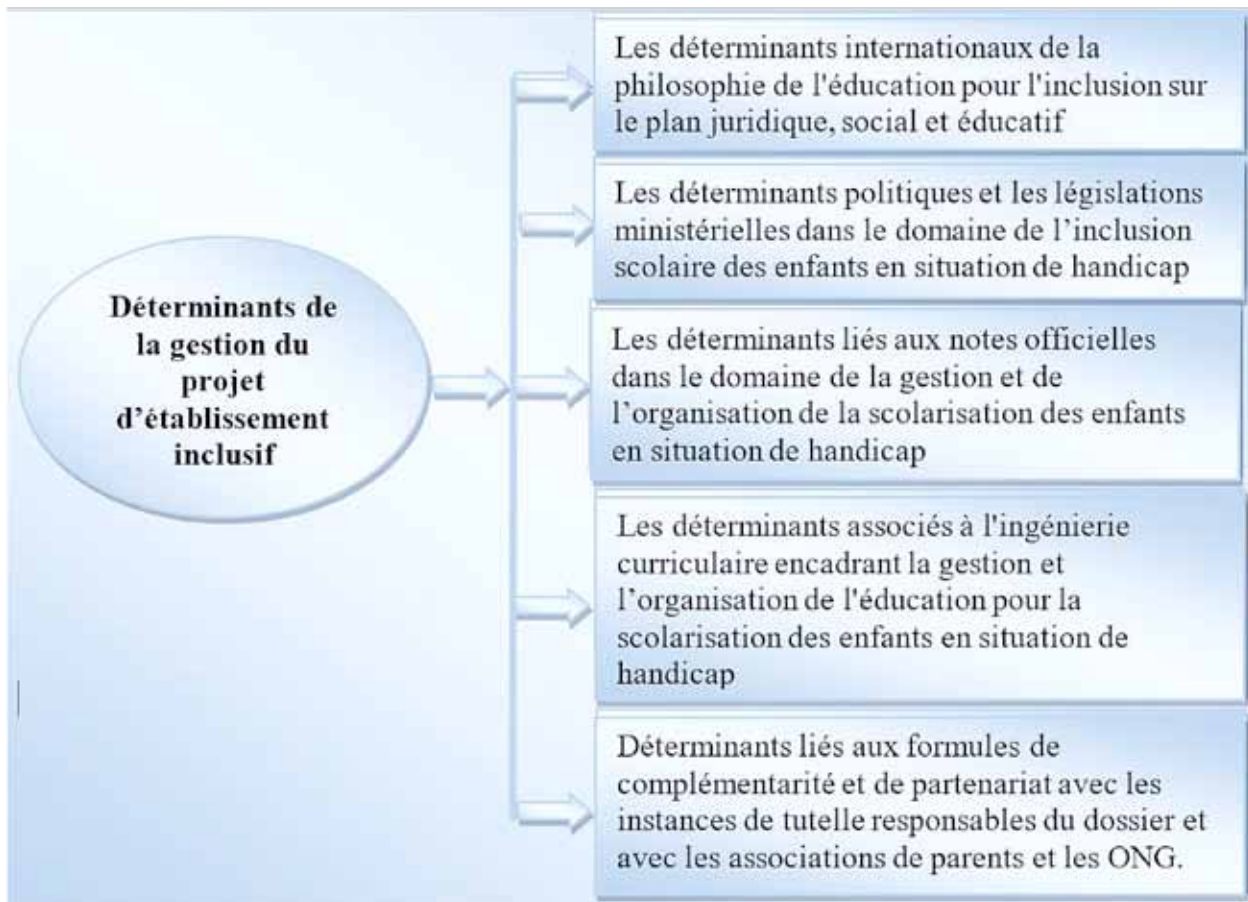 Déterminants de
la gestion du
projet
d’établissement
inclusif
Les déterminants internationaux de la
philosophie de l'éducation pour l'inclusion sur
le plan juridique, social et éducatif
Les déterminants politiques et les législations
ministérielles dans le domaine de l’inclusion
scolaire des enfants en situation de handicap
Les déterminants liés aux notes officielles
dans le domaine de la gestion et de
l’organisation de la scolarisation des enfants
en situation de handicap
Les déterminants associés à l'ingénierie
curriculaire encadrant la gestion et
l’organisation de l'éducation pour la
scolarisation des enfants en situation de
handicap
Déterminants liés aux formules de
complémentarité et de partenariat avec les
instances de tutelle responsables du dossier et
avec les associations de parents et les ONG.